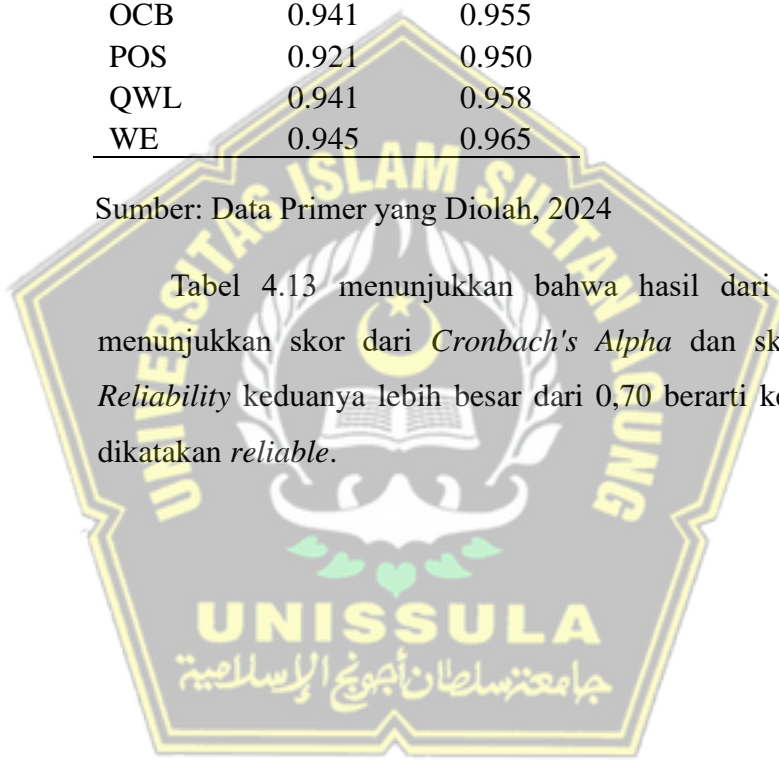 OCB 0.941 0.955
POS 0.921 0.950
QWL 0.941 0.958
WE 0.945 0.965
Sumber: Data Primer yang Diolah, 2024
Tabel 4.13 menunjukkan bahwa hasil dari
menunjukkan skor dari Cronbach's Alpha dan sk
Reliability keduanya lebih besar dari 0,70 berarti ke
dikatakan reliable.
UNIVERSITAS ISLAM SULTAN AGUNG
UNISSULA
جامعة سلطان أجونج الإسلامية